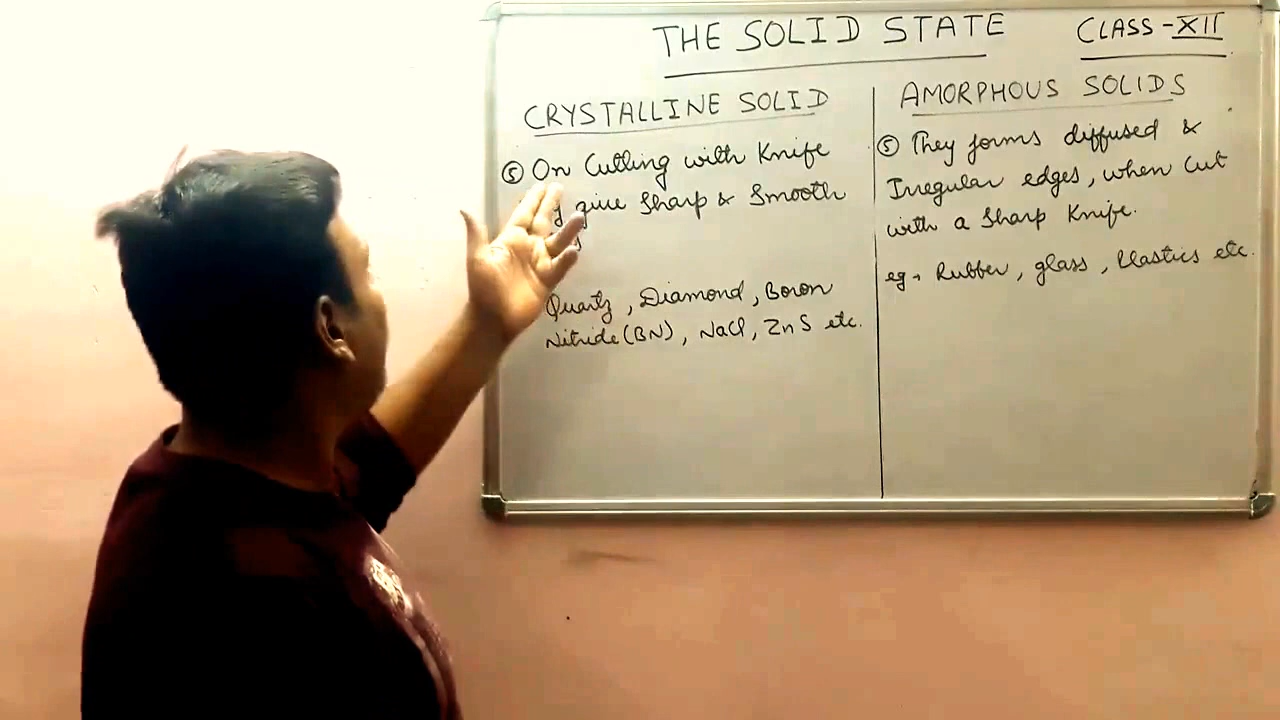 THE SOLID STATE CLASS-XII
CRYSTALLINE SOLID
⑤ On Cutting with Knife
give Sharp & Smooth
Quartz, Diamond, Boron
Nitride (BN), NaCl, ZnS etc.
AMORPHOUS SOLIDS
⑤ They forms diffused &
Irregular edges, when cut
with a Sharp Knife.
eg → Rubber, glass, Plastics etc.